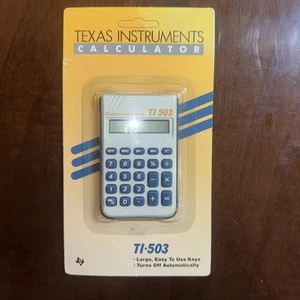 TEXAS INSTRUMENTS
CALCULATOR
TI 503
TI-503
• Large, Easy To Use Keys
• Turns Off Automatically